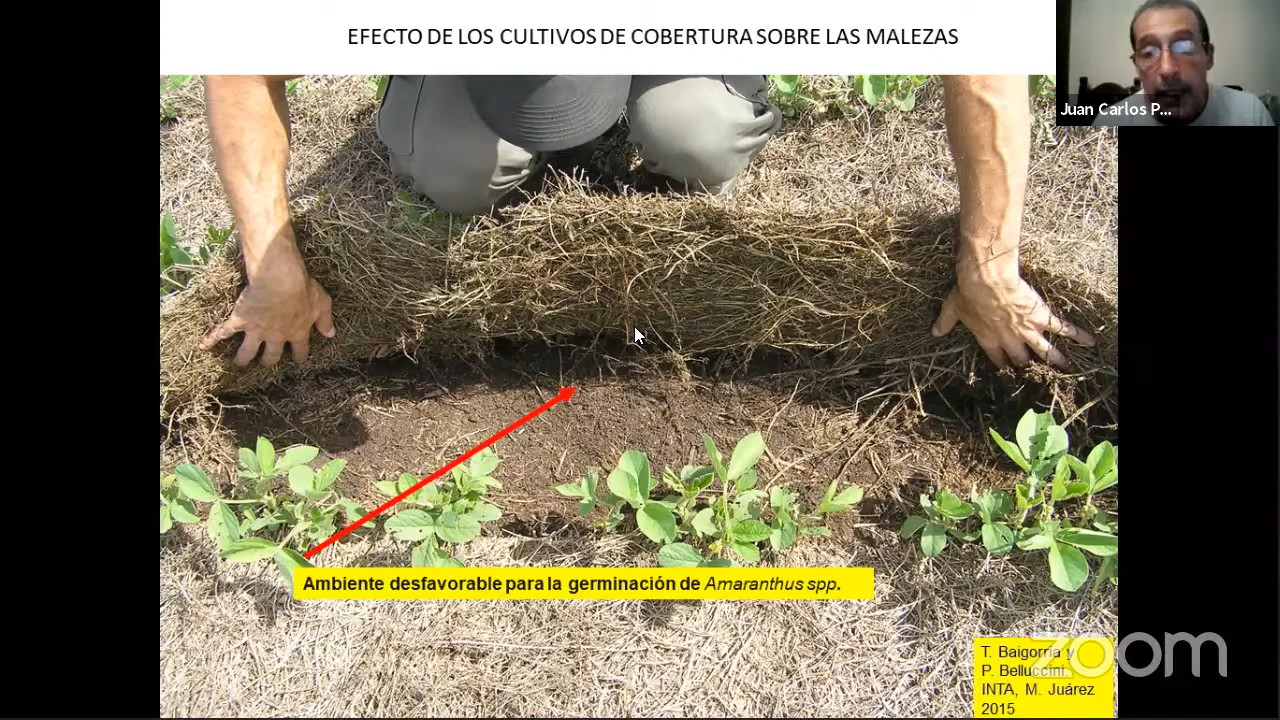 EFECTO DE LOS CULTIVOS DE COBERTURA SOBRE LAS MALEZAS
Juan Carlos P...
Ambiente desfavorable para la germinación de Amaranthus spp.
T. Baigorria y
P. Belluccini.
INTA, M. Juárez
2015
zoom